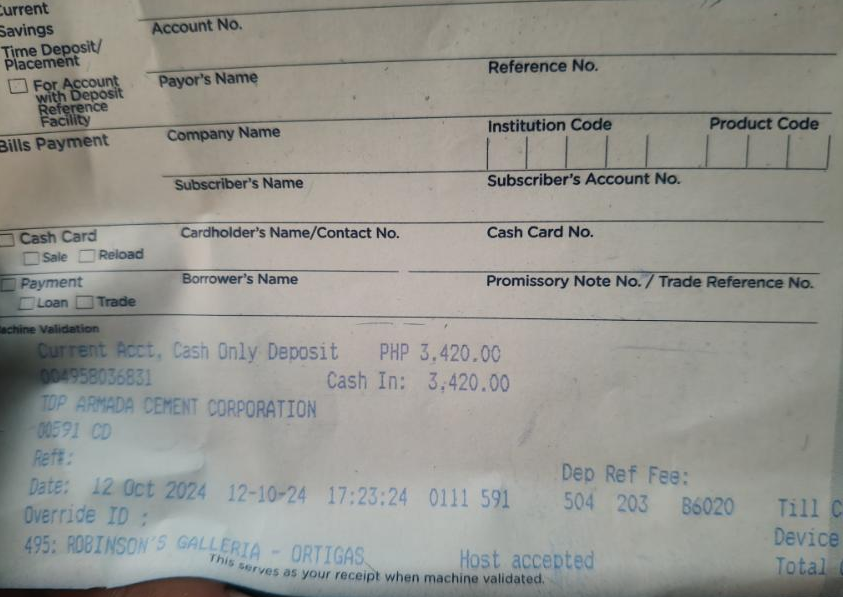 Current
Savings
Account No.
Time Deposit/
Placement
For Account
with Deposit
Reference
Facility
Payor's Name
Reference No.
Bills Payment
Company Name
Institution Code
Product Code
Subscriber's Name
Subscriber's Account No.
Cash Card
Sale Reload
Cardholder's Name/Contact No.
Cash Card No.
Payment
Loan Trade
Borrower's Name
Promissory Note No. / Trade Reference No.
Machine Validation
Current Acct, Cash Only Deposit PHP 3,420.00
004958036831 Cash In: 3,420.00
TOP ARMADA CEMENT CORPORATION
00591 CD
Ref#:
Dep Ref Fee:
Date: 12 Oct 2024 12-10-24 17:23:24 0111 591 504 203 B6020 Till
Override ID :
Device
495: ROBINSON'S GALLERIA - ORTIGAS Host accepted Total
This serves as your receipt when machine validated.